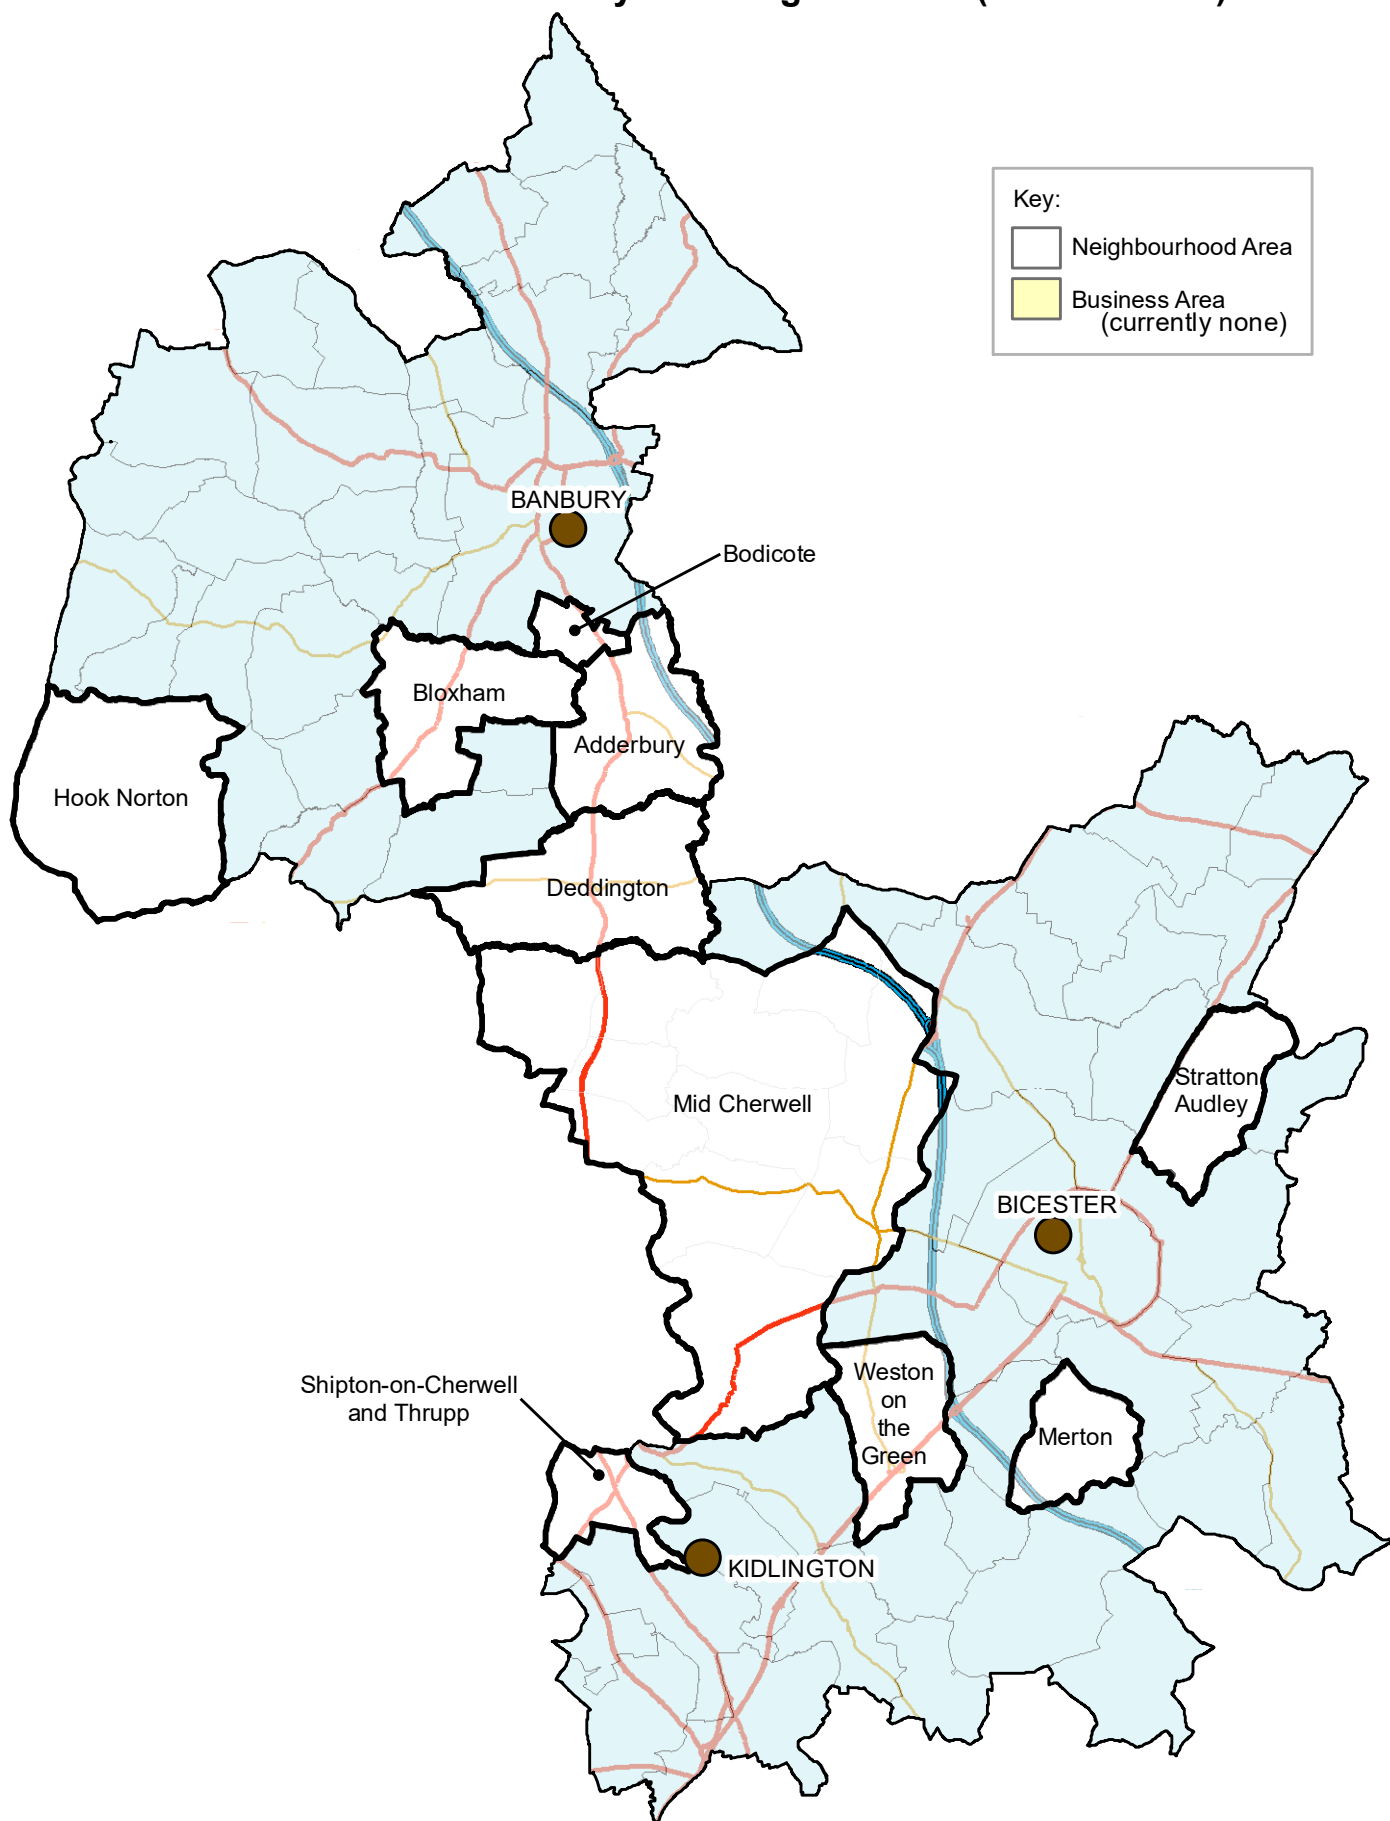 Key:
Neighbourhood Area
Business Area
(currently none)
BANBURY
Bodicote
Bloxham
Adderbury
Hook Norton
Deddington
Mid Cherwell
Stratton
Audley
BICESTER
Shipton-on-Cherwell
and Thrupp
Weston
on
the
Green
Merton
KIDLINGTON